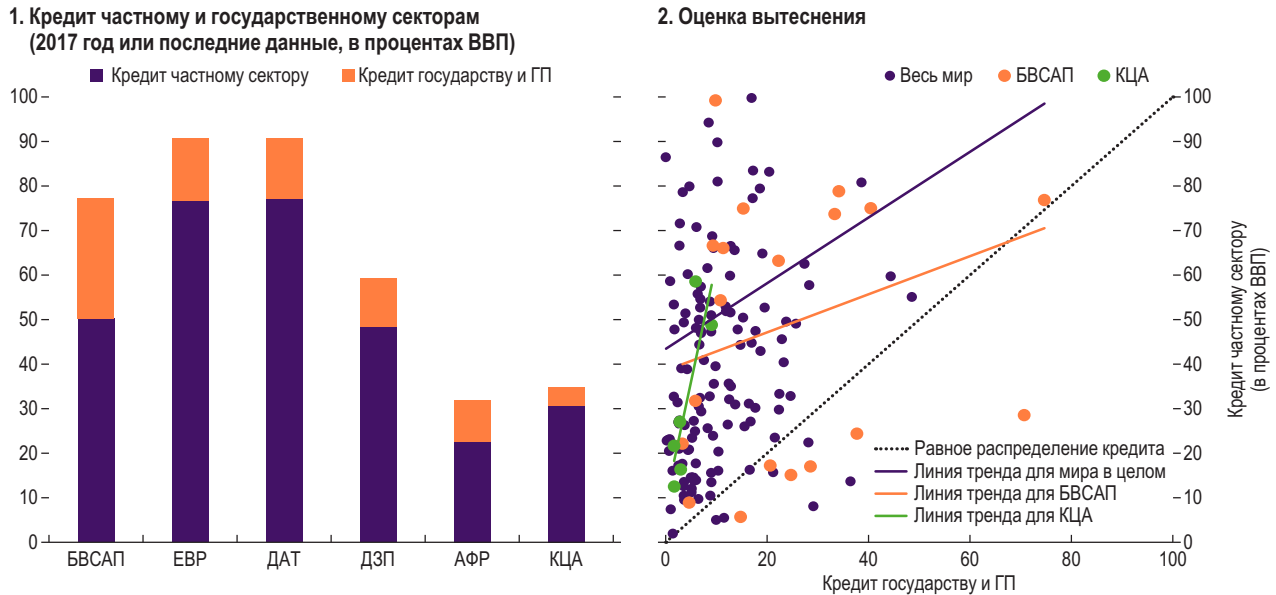 1. Кредит частному и государственному секторам
(2017 год или последние данные, в процентах ВВП)
Кредит частному сектору
Кредит государству и ГП
100
90
80
70
60
50
40
30
20
10
0
БВСАП
ЕВР
ДАТ
ДЗП
АФР
КЦА
2. Оценка вытеснения
Весь мир
БВСАП
КЦА
100
90
80
70
60
50
40
30
20
10
0
Кредит частному сектору
(в процентах ВВП)
Равное распределение кредита
Линия тренда для мира в целом
Линия тренда для БВСАП
Линия тренда для КЦА
0
20
40
60
80
100
Кредит государству и ГП